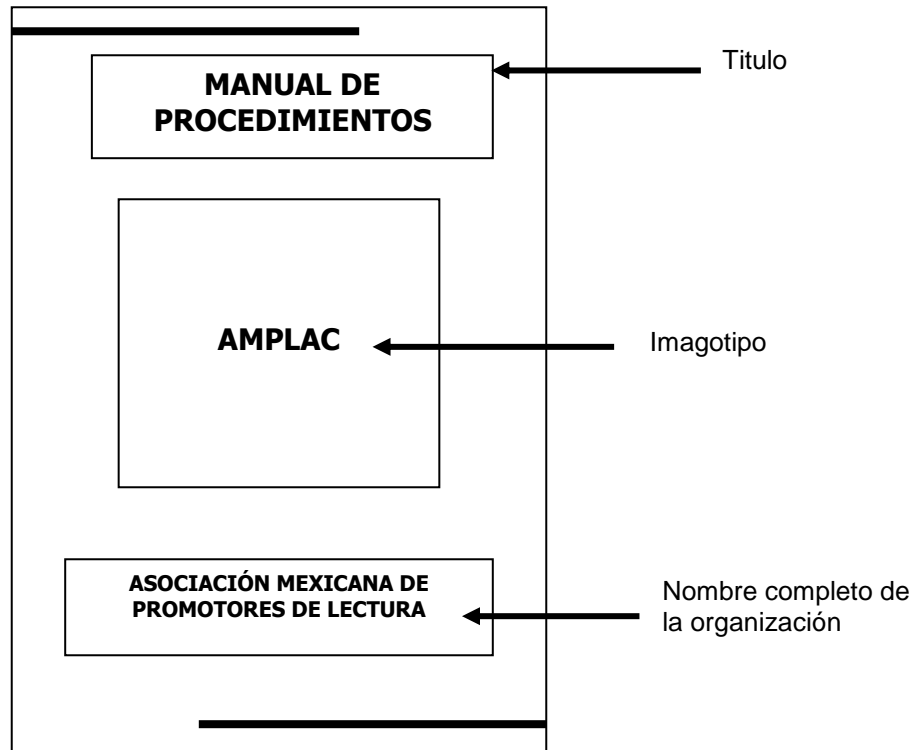 MANUAL DE
PROCEDIMIENTOS
Titulo
AMPLAC
Imagotipo
ASOCIACIÓN MEXICANA DE
PROMOTORES DE LECTURA
Nombre completo de
la organización